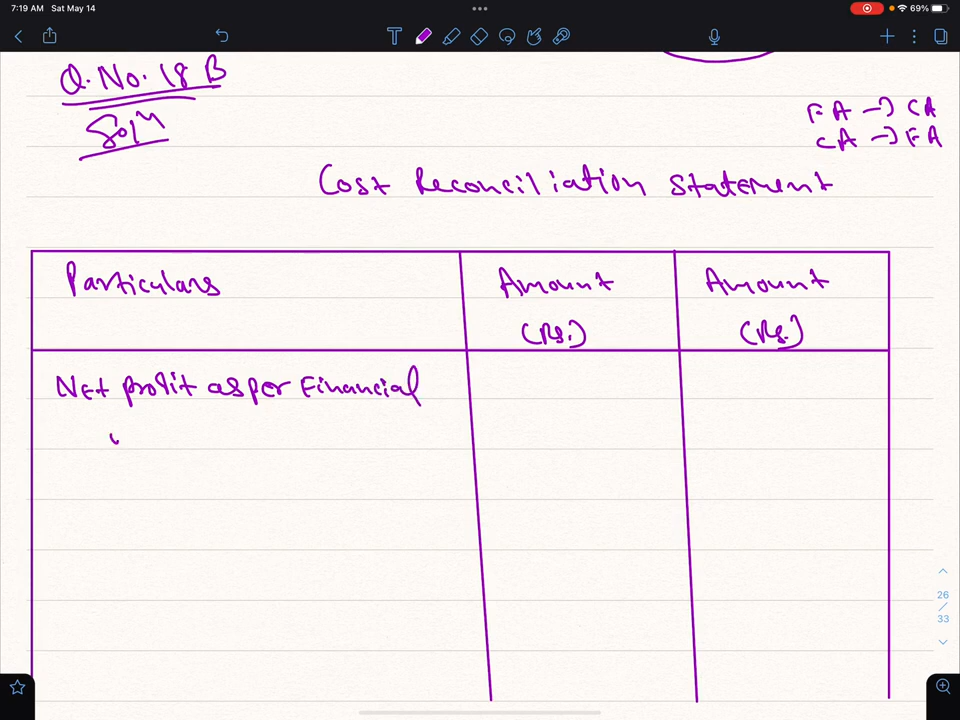 7:19 AM Sat May 14
69%
Q. No. 18 B
Solⁿ
FA → CA
CA → FA
Cost Reconciliation Statement
Particulars Amount Amount
(Rs.) (Rs.)
Net profit as per Financial
26
/
33